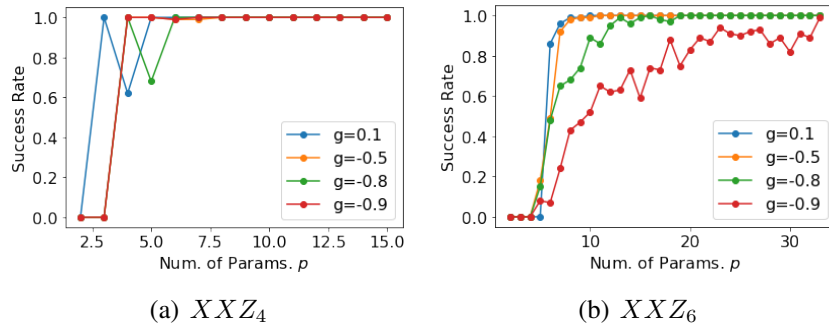 1.0
0.8
0.6
0.4
0.2
0.0
Success Rate
g=0.1
g=-0.5
g=-0.8
g=-0.9
2.5 5.0 7.5 10.0 12.5 15.0
Num. of Params. p
(a) XXZ₄
1.0
0.8
0.6
0.4
0.2
0.0
Success Rate
g=0.1
g=-0.5
g=-0.8
g=-0.9
10 20 30
Num. of Params. p
(b) XXZ₆